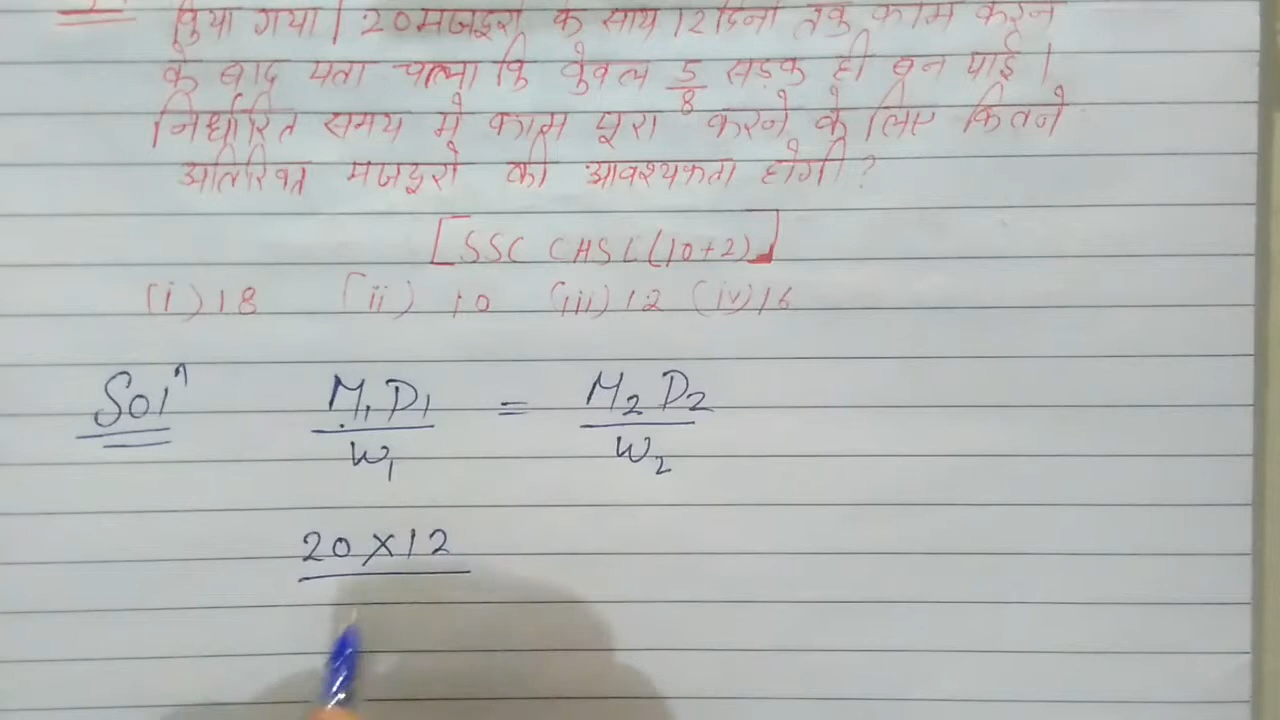 दिया गया। 20 मजदूरों के साथ 12 दिनों तक काम करने
के बाद पता चला कि केवल 5/8 सड़क ही बन पाई।
निर्धारित समय में काम पूरा करने के लिए कितने
अतिरिक्त मजदूरों की आवश्यकता होगी?
[SSC CHSL (10+2)]
(i) 18 (ii) 10 (iii) 12 (iv) 16
Solⁿ M₁D₁/W₁ = M₂D₂/W₂
20×12